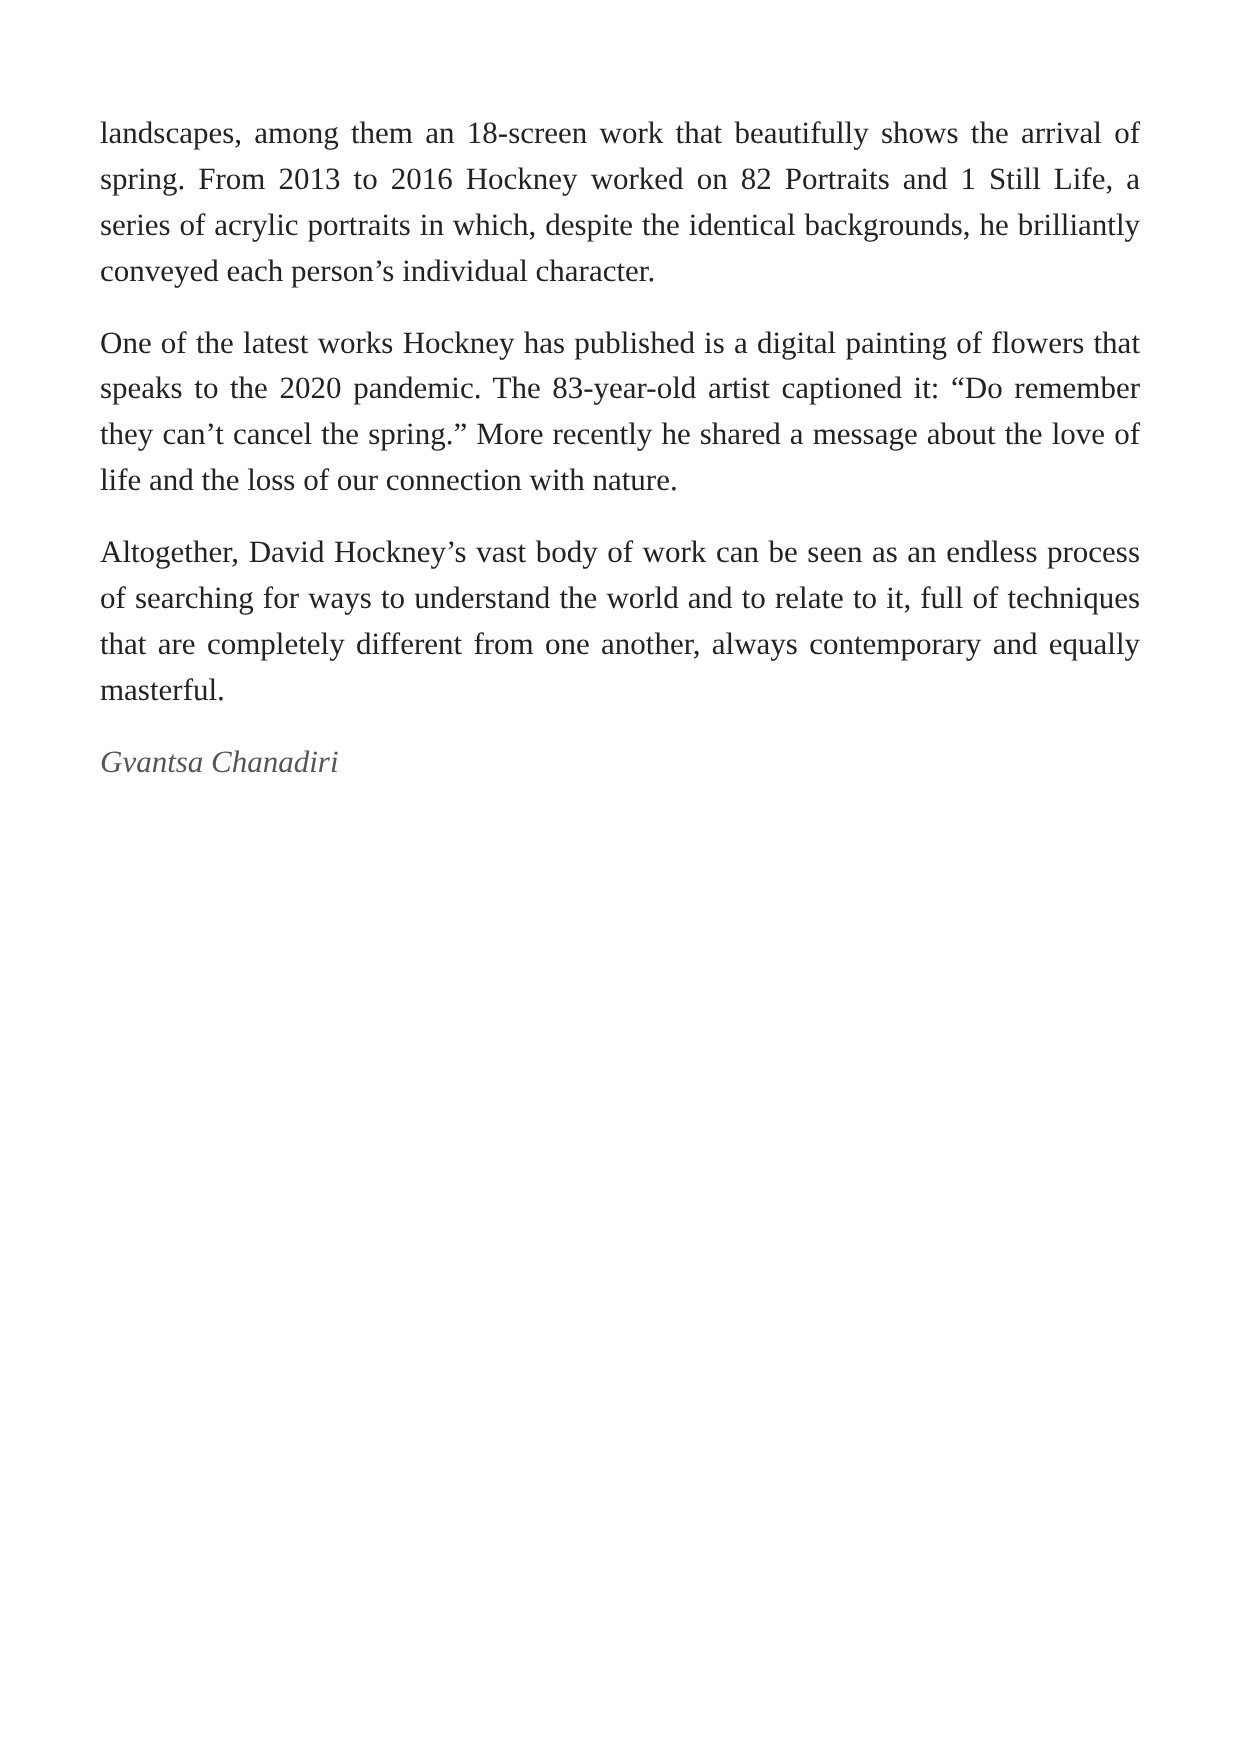 landscapes, among them an 18-screen work that beautifully shows the arrival of
spring. From 2013 to 2016 Hockney worked on 82 Portraits and 1 Still Life, a
series of acrylic portraits in which, despite the identical backgrounds, he brilliantly
conveyed each person’s individual character.
One of the latest works Hockney has published is a digital painting of flowers that
speaks to the 2020 pandemic. The 83-year-old artist captioned it: “Do remember
they can’t cancel the spring.” More recently he shared a message about the love of
life and the loss of our connection with nature.
Altogether, David Hockney’s vast body of work can be seen as an endless process
of searching for ways to understand the world and to relate to it, full of techniques
that are completely different from one another, always contemporary and equally
masterful.
Gvantsa Chanadiri